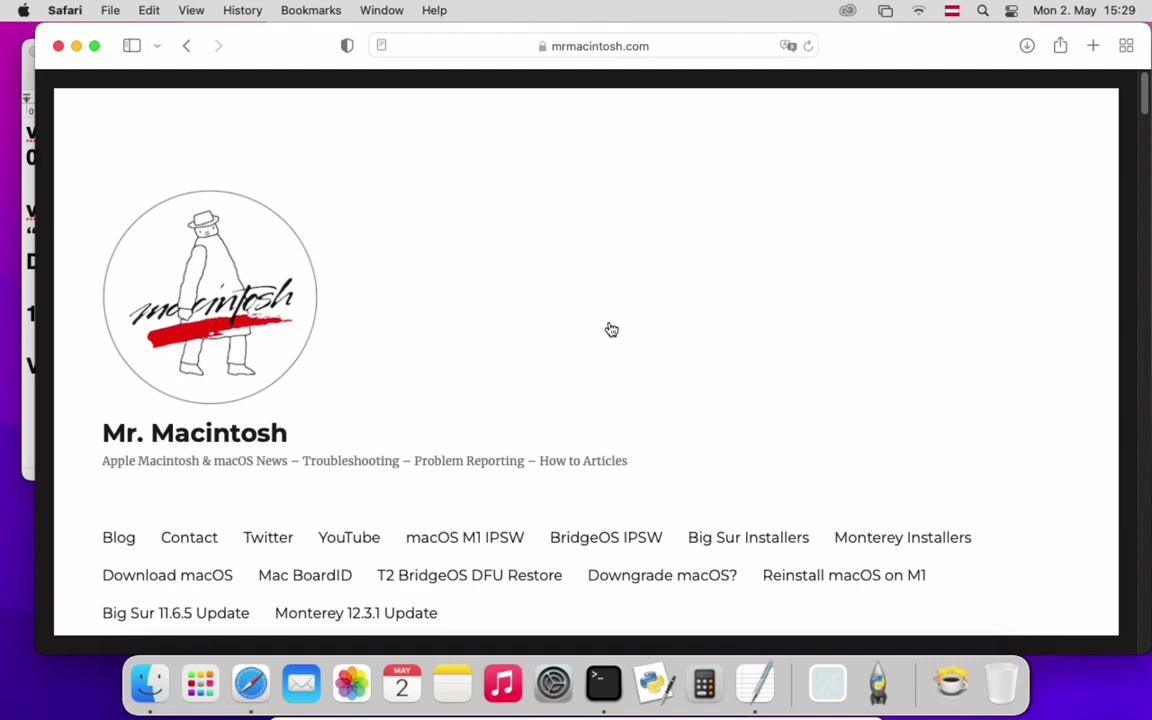 Safari File Edit View History Bookmarks Window Help Mon 2. May 15:29
mrmacintosh.com
macintosh
Mr. Macintosh
Apple Macintosh & macOS News – Troubleshooting – Problem Reporting – How to Articles
Blog Contact Twitter YouTube macOS M1 IPSW BridgeOS IPSW Big Sur Installers Monterey Installers
Download macOS Mac BoardID T2 BridgeOS DFU Restore Downgrade macOS? Reinstall macOS on M1
Big Sur 11.6.5 Update Monterey 12.3.1 Update
MAY
2